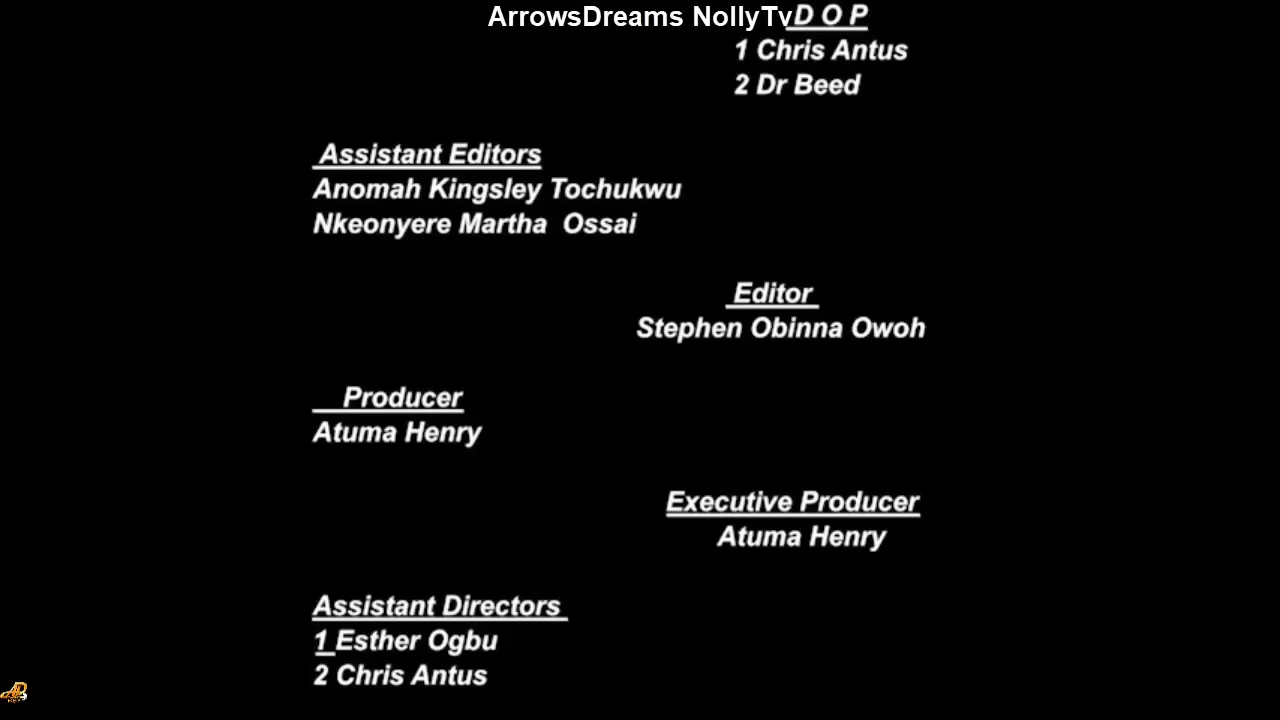 ArrowsDreams NollyTv
D O P
1 Chris Antus
2 Dr Beed
Assistant Editors
Anomah Kingsley Tochukwu
Nkeonyere Martha Ossai
Editor
Stephen Obinna Owoh
Producer
Atuma Henry
Executive Producer
Atuma Henry
Assistant Directors
1 Esther Ogbu
2 Chris Antus